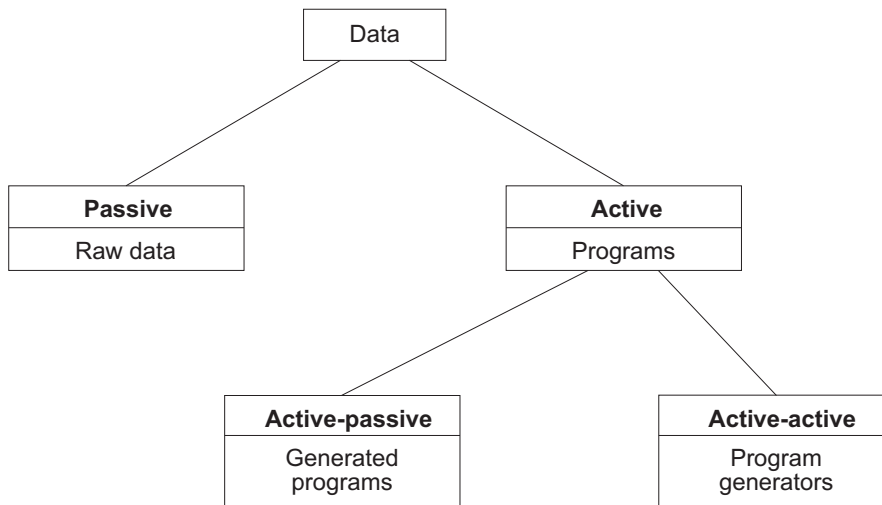 Data
Passive
Raw data
Active
Programs
Active-passive
Generated
programs
Active-active
Program
generators